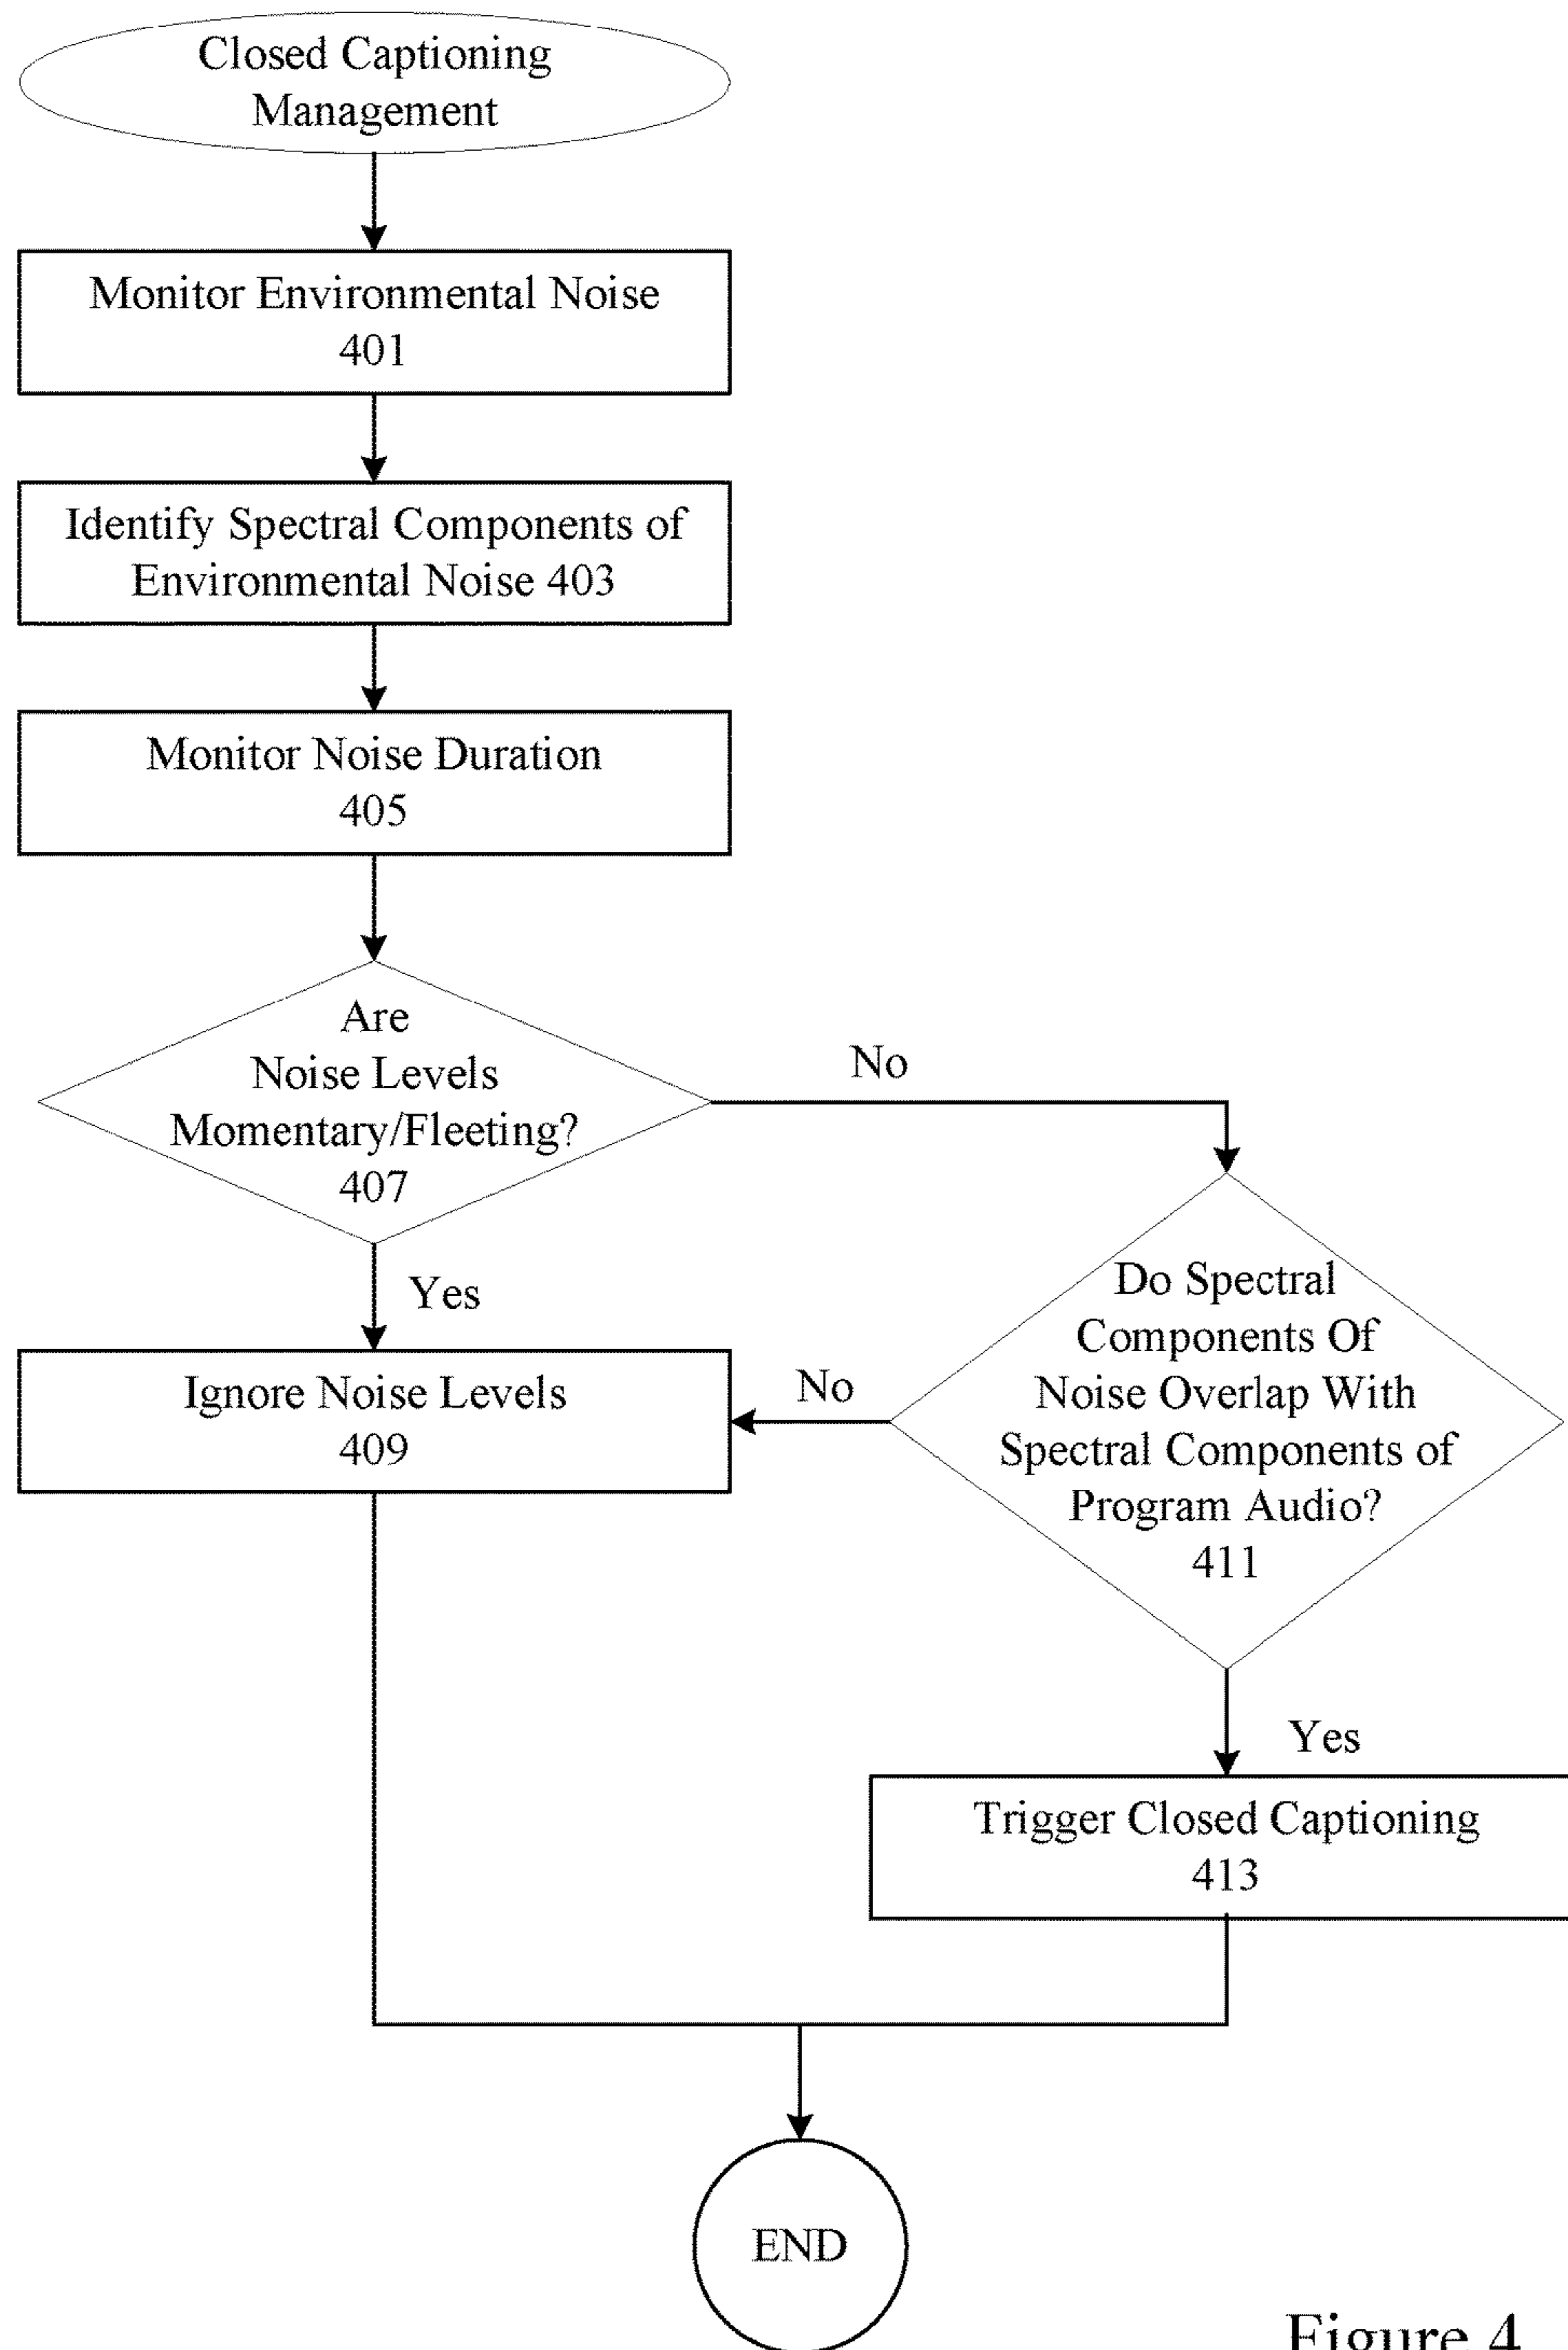 Closed Captioning
Management
Monitor Environmental Noise
401
Identify Spectral Components of
Environmental Noise 403
Monitor Noise Duration
405
Are
Noise Levels
Momentary/Fleeting?
407
No
Yes
Ignore Noise Levels
409
No
Do Spectral
Components Of
Noise Overlap With
Spectral Components of
Program Audio?
411
Yes
Trigger Closed Captioning
413
END
Figure 4